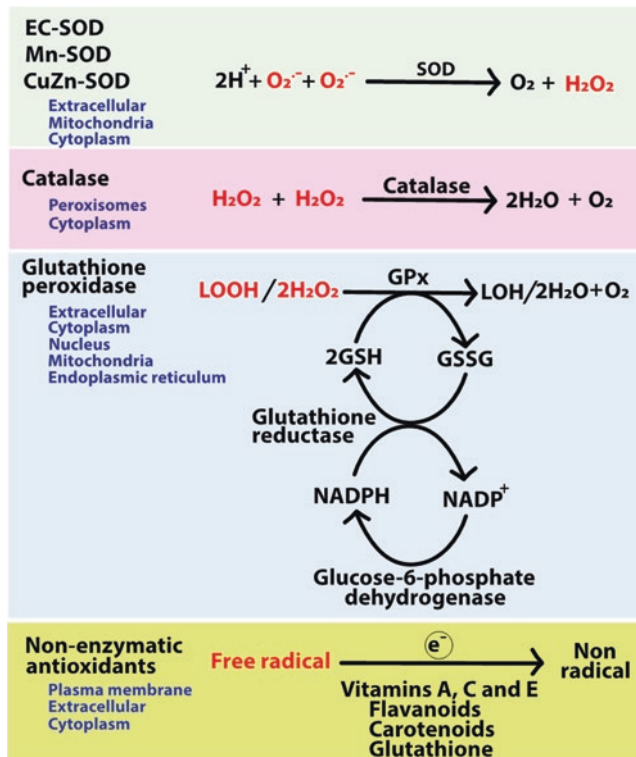 EC-SOD
Mn-SOD
CuZn-SOD
Extracellular
Mitochondria
Cytoplasm
2H⁺ + O₂·⁻ + O₂·⁻ SOD O₂ + H₂O₂
Catalase
Peroxisomes
Cytoplasm
H₂O₂ + H₂O₂ Catalase 2H₂O + O₂
Glutathione
peroxidase
Extracellular
Cytoplasm
Nucleus
Mitochondria
Endoplasmic reticulum
LOOH/2H₂O₂ GPx LOH/2H₂O+O₂
2GSH GSSG
Glutathione
reductase
NADPH NADP⁺
Glucose-6-phosphate
dehydrogenase
Non-enzymatic
antioxidants
Plasma membrane
Extracellular
Cytoplasm
Free radical e⁻ Non
radical
Vitamins A, C and E
Flavanoids
Carotenoids
Glutathione